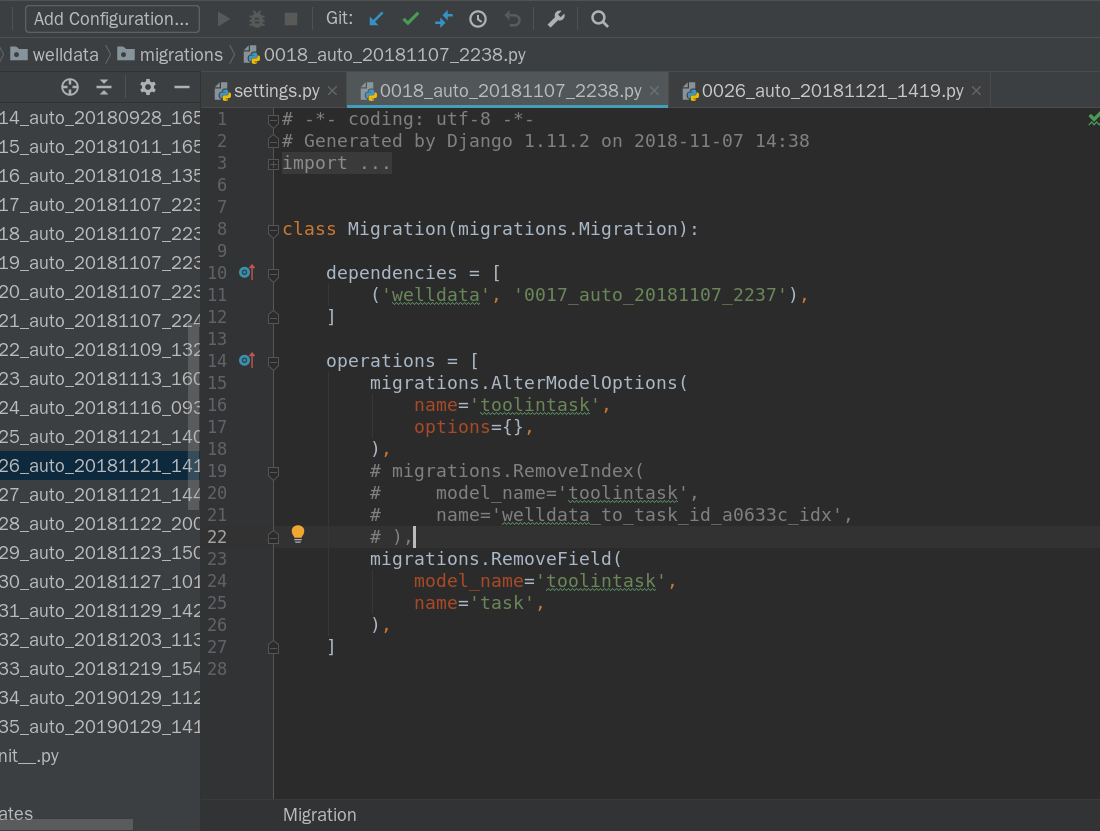 Add Configuration...
Git:
welldata
migrations
0018_auto_20181107_2238.py
settings.py
0018_auto_20181107_2238.py
0026_auto_20181121_1419.py
14_auto_20180928_165
15_auto_20181011_165
16_auto_20181018_135
17_auto_20181107_223
18_auto_20181107_223
19_auto_20181107_223
20_auto_20181107_223
21_auto_20181107_224
22_auto_20181109_132
23_auto_20181113_160
24_auto_20181116_093
25_auto_20181121_140
26_auto_20181121_141
27_auto_20181121_144
28_auto_20181122_200
29_auto_20181123_150
30_auto_20181127_101
31_auto_20181129_142
32_auto_20181203_113
33_auto_20181219_154
34_auto_20190129_112
35_auto_20190129_141
nit__.py
ates
1 # -*- coding: utf-8 -*-
2 # Generated by Django 1.11.2 on 2018-11-07 14:38
3 import ...
6
7
8 class Migration(migrations.Migration):
9
10     dependencies = [
11         ('welldata', '0017_auto_20181107_2237'),
12     ]
13
14     operations = [
15         migrations.AlterModelOptions(
16             name='toolintask',
17             options={},
18         ),
19         # migrations.RemoveIndex(
20         #     model_name='toolintask',
21         #     name='welldata_to_task_id_a0633c_idx',
22         # ),
23         migrations.RemoveField(
24             model_name='toolintask',
25             name='task',
26         ),
27     ]
28
Migration